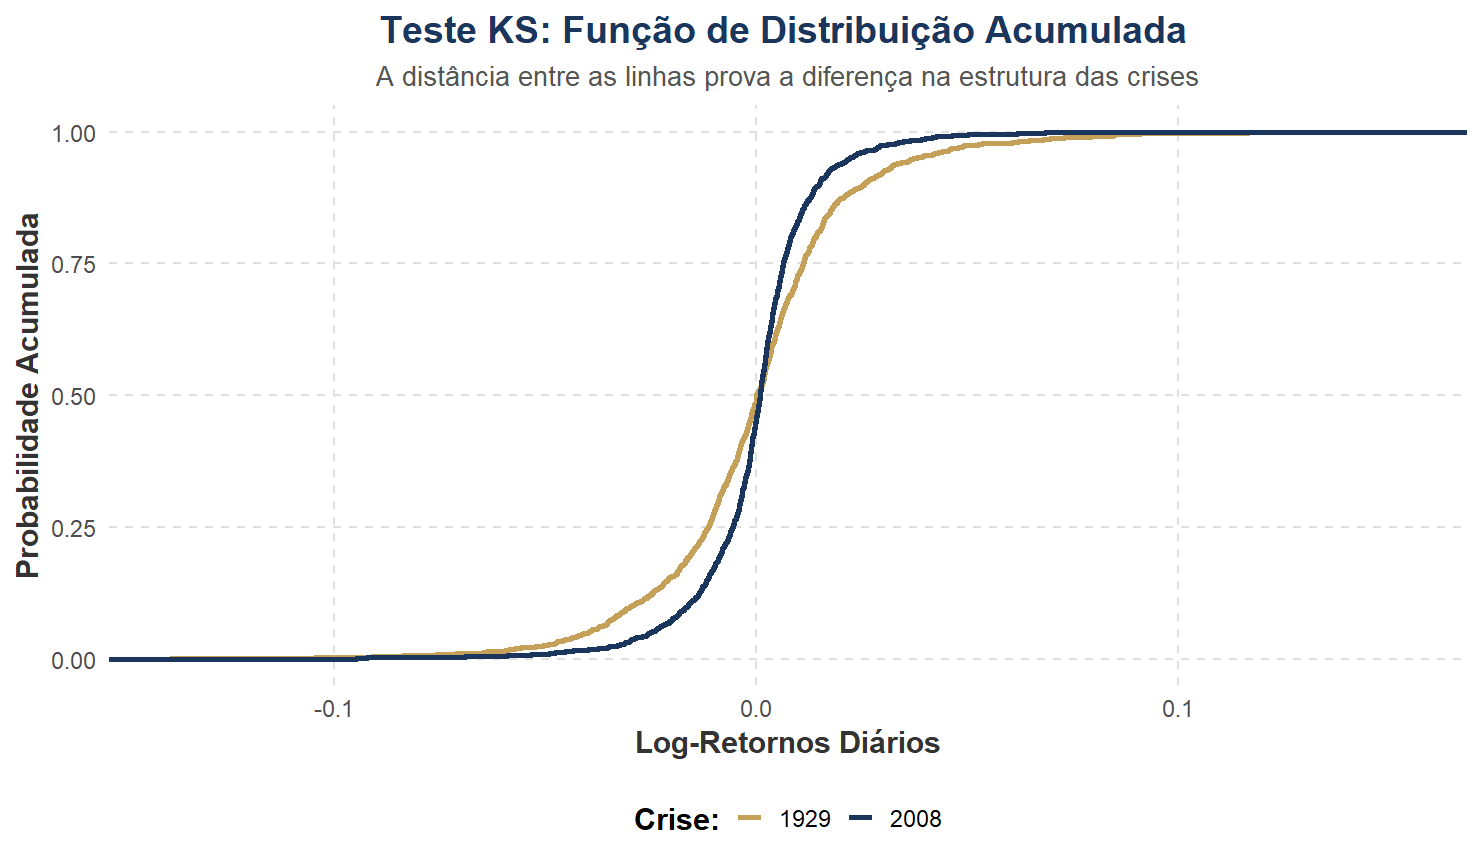 Teste KS: Função de Distribuição Acumulada
A distância entre as linhas prova a diferença na estrutura das crises
Probabilidade Acumulada
1.00
0.75
0.50
0.25
0.00
-0.1
0.0
0.1
Log-Retornos Diários
Crise: 1929 2008